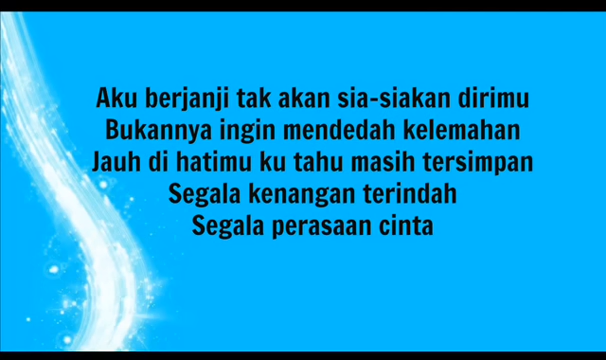 Aku berjanji tak akan sia-siakan dirimu
Bukannya ingin mendedah kelemahan
Jauh di hatimu ku tahu masih tersimpan
Segala kenangan terindah
Segala perasaan cinta